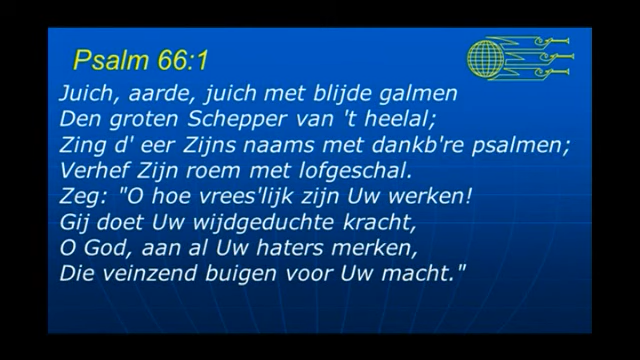 Psalm 66:1
Juich, aarde, juich met blijde galmen
Den groten Schepper van 't heelal;
Zing d' eer Zijns naams met dankb're psalmen;
Verhef Zijn roem met lofgeschal.
Zeg: "O hoe vrees'lijk zijn Uw werken!
Gij doet Uw wijdgeduchte kracht,
O God, aan al Uw haters merken,
Die veinzend buigen voor Uw macht."